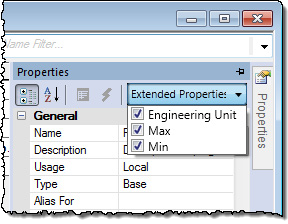 Name Filter...
Properties
Extended Properties
Engineering Unit
Max
Min
General
Name
Description
Usage Local
Type Base
Alias For
Properties